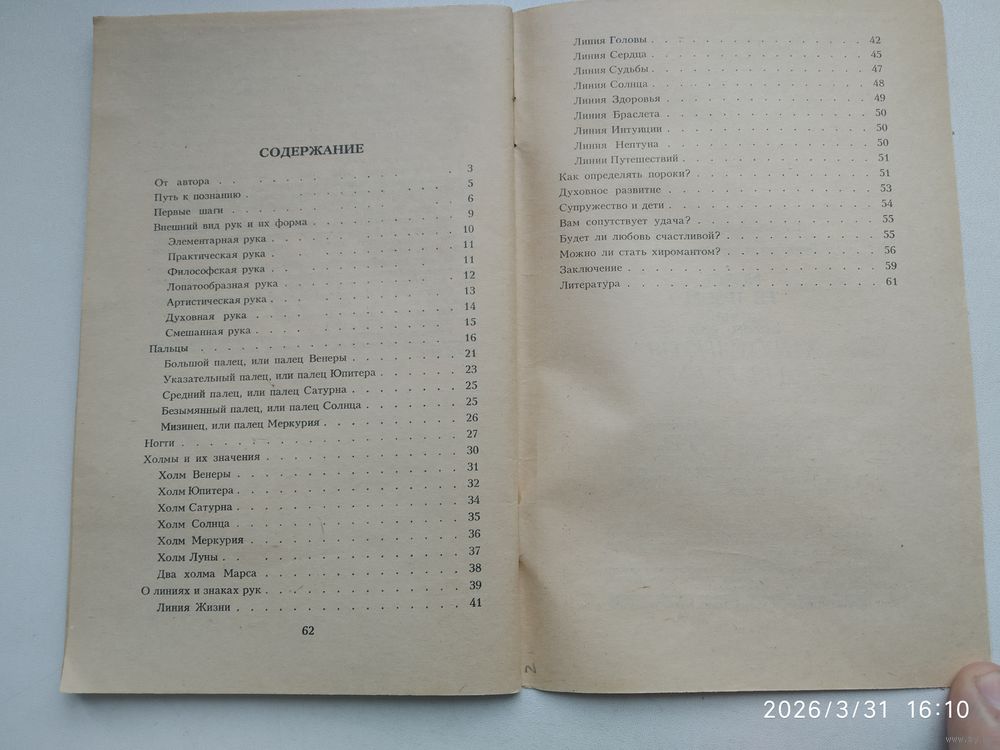 СОДЕРЖАНИЕ
От автора . . . . . . . . . . . . . . . . 3
Путь к познанию . . . . . . . . . . . . . . . . 5
Первые шаги . . . . . . . . . . . . . . . . 6
Внешний вид рук и их форма . . . . . . . . . . . 9
Элементарная рука . . . . . . . . . . . . . . 10
Практическая рука . . . . . . . . . . . . . . 11
Философская рука . . . . . . . . . . . . . . 11
Лопатообразная рука . . . . . . . . . . . . . 12
Артистическая рука . . . . . . . . . . . . . . 13
Духовная рука . . . . . . . . . . . . . . . 14
Смешанная рука . . . . . . . . . . . . . . . 15
Пальцы . . . . . . . . . . . . . . . . . . . 16
Большой палец, или палец Венеры . . . . . . . . 21
Указательный палец, или палец Юпитера . . . . . . 23
Средний палец, или палец Сатурна . . . . . . . . 25
Безымянный палец, или палец Солнца . . . . . . . 25
Мизинец, или палец Меркурия . . . . . . . . . . 26
Ногти . . . . . . . . . . . . . . . . . . . . 27
Холмы и их значения . . . . . . . . . . . . . . 30
Холм Венеры . . . . . . . . . . . . . . . . 31
Холм Юпитера . . . . . . . . . . . . . . . . 32
Холм Сатурна . . . . . . . . . . . . . . . . 34
Холм Солнца . . . . . . . . . . . . . . . . 35
Холм Меркурия . . . . . . . . . . . . . . . 36
Холм Луны . . . . . . . . . . . . . . . . . 37
Два холма Марса . . . . . . . . . . . . . . 38
О линиях и знаках рук . . . . . . . . . . . . . . 39
Линия Жизни . . . . . . . . . . . . . . . . 41
62
Линия Головы . . . . . . . . . . . . . . . . 42
Линия Сердца . . . . . . . . . . . . . . . . 45
Линия Судьбы . . . . . . . . . . . . . . . . 47
Линия Солнца . . . . . . . . . . . . . . . . 48
Линия Здоровья . . . . . . . . . . . . . . . 49
Линия Браслета . . . . . . . . . . . . . . . 50
Линия Интуиции . . . . . . . . . . . . . . . 50
Линия Нептуна . . . . . . . . . . . . . . . 50
Линии Путешествий . . . . . . . . . . . . . . 51
Как определять пороки? . . . . . . . . . . . . . 51
Духовное развитие . . . . . . . . . . . . . . . 53
Супружество и дети . . . . . . . . . . . . . . . 54
Вам сопутствует удача? . . . . . . . . . . . . . 55
Будет ли любовь счастливой? . . . . . . . . . . . 55
Можно ли стать хиромантом? . . . . . . . . . . . 56
Заключение . . . . . . . . . . . . . . . . . . 59
Литература . . . . . . . . . . . . . . . . . . 61
2026/3/31 16:10